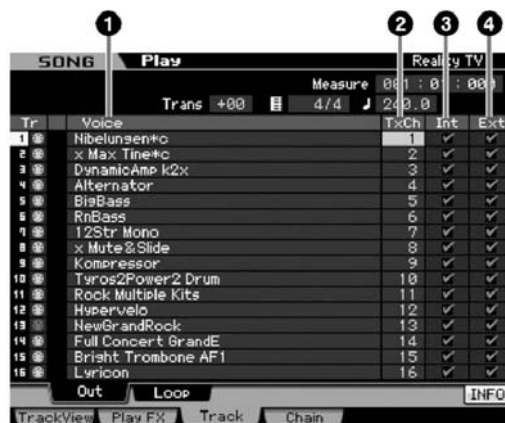 1 2 3 4
SONG Play Reality TV
Measure 001 : 01 : 000
Trans +00 4/4 240.0
Tr Voice TxCh Int Ext
1 Nibelungen*c 1
2 x Max Tine*c 2
3 DynamicAmp k2x 3
4 Alternator 4
5 BigBass 5
6 RnBass 6
7 12Str Mono 7
8 x Mute&Slide 8
9 Kompressor 9
10 Tyros2Power2 Drum 10
11 Rock Multiple Kits 11
12 Hypervelo 12
13 NewGrandRock 13
14 Full Concert GrandE 14
15 Bright Trombone AF1 15
16 Lyricon 16
Out Loop INFO
TrackView Play FX Track Chain